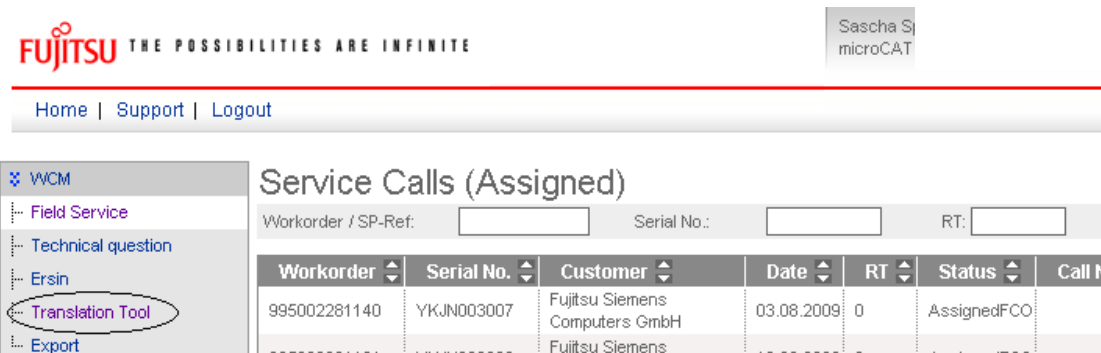 FUJITSU THE POSSIBILITIES ARE INFINITE
Sascha
microCAT
Home | Support | Logout
WCM
Field Service
Technical question
Ersin
Translation Tool
Export
Service Calls (Assigned)
Workorder / SP-Ref: Serial No.: RT:
Workorder Serial No. Customer Date RT Status Call
995002281140 YKJN003007 Fujitsu Siemens Computers GmbH 03.08.2009 0 AssignedFCO
Fujitsu Siemens